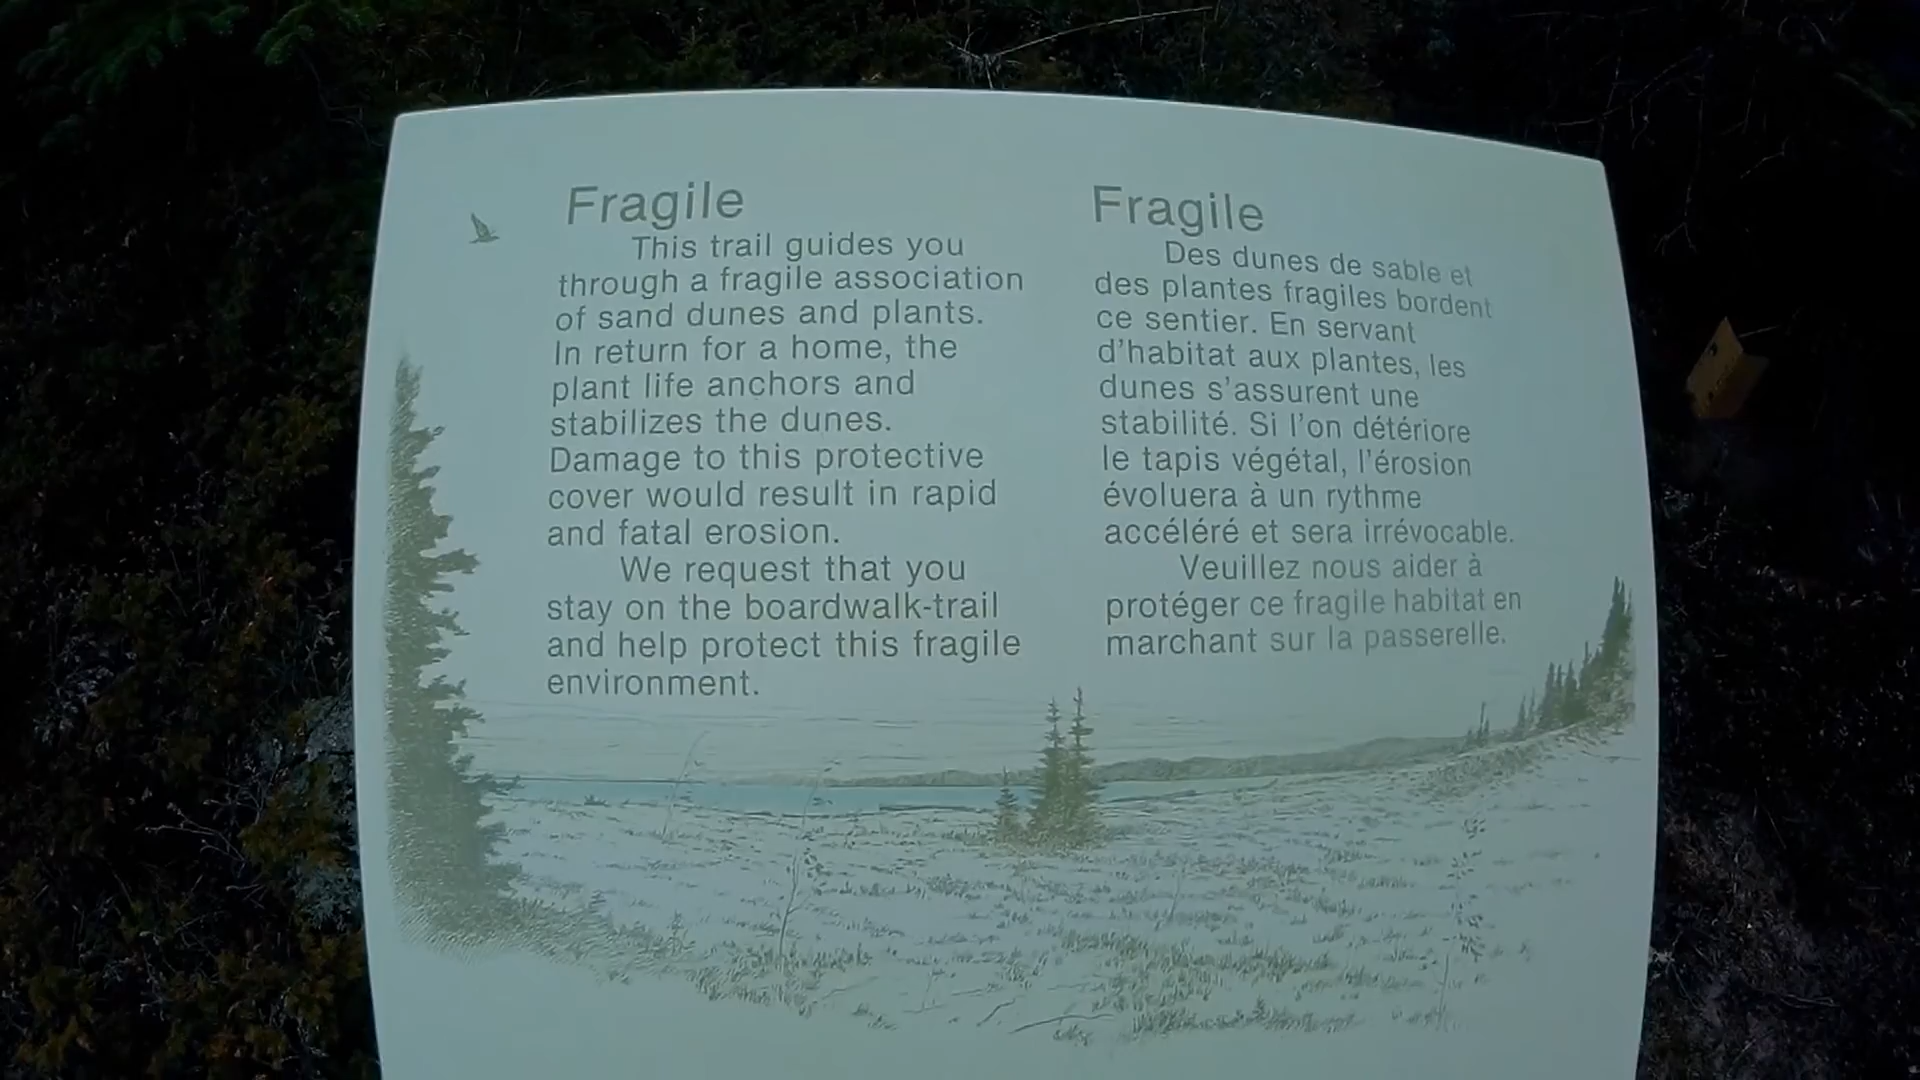 Fragile
This trail guides you
through a fragile association
of sand dunes and plants.
In return for a home, the
plant life anchors and
stabilizes the dunes.
Damage to this protective
cover would result in rapid
and fatal erosion.
We request that you
stay on the boardwalk-trail
and help protect this fragile
environment.
Fragile
Des dunes de sable et
des plantes fragiles bordent
ce sentier. En servant
d'habitat aux plantes, les
dunes s'assurent une
stabilité. Si l'on détériore
le tapis végétal, l'érosion
évoluera à un rythme
accéléré et sera irrévocable.
Veuillez nous aider à
protéger ce fragile habitat en
marchant sur la passerelle.